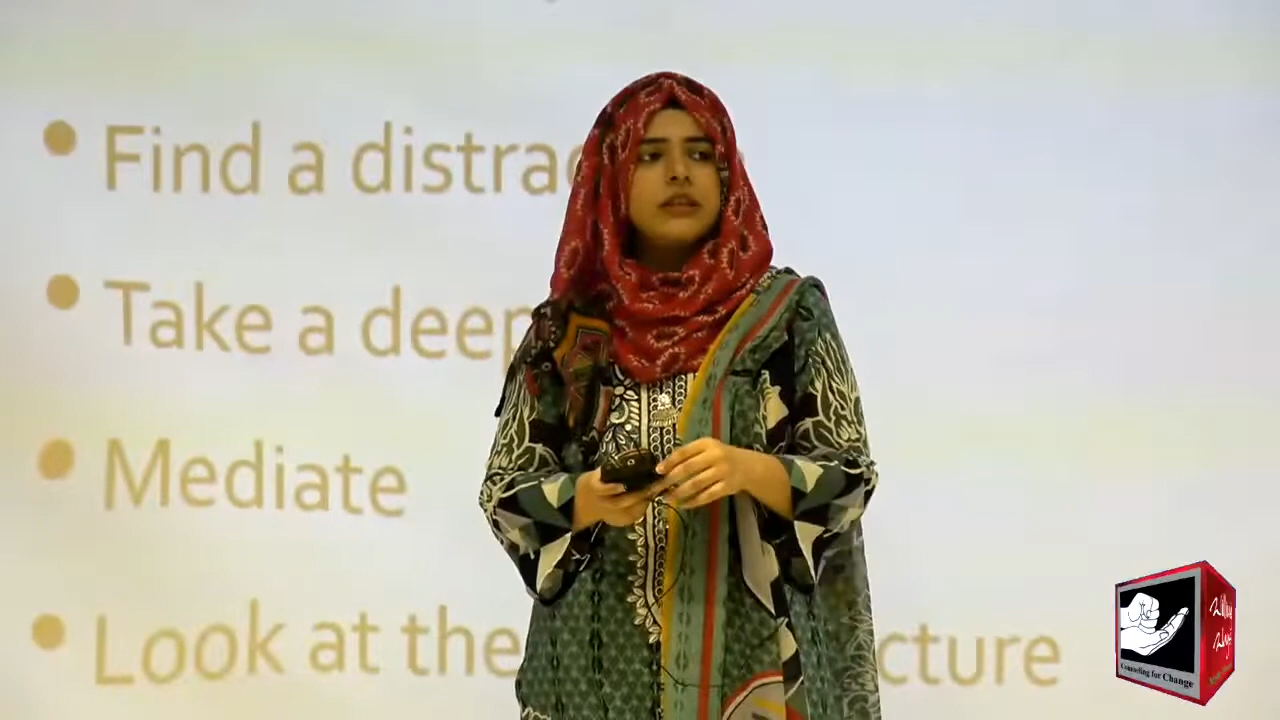 • Find a distrac
• Take a deep
• Mediate
• Look at the cture
Counseling for Change